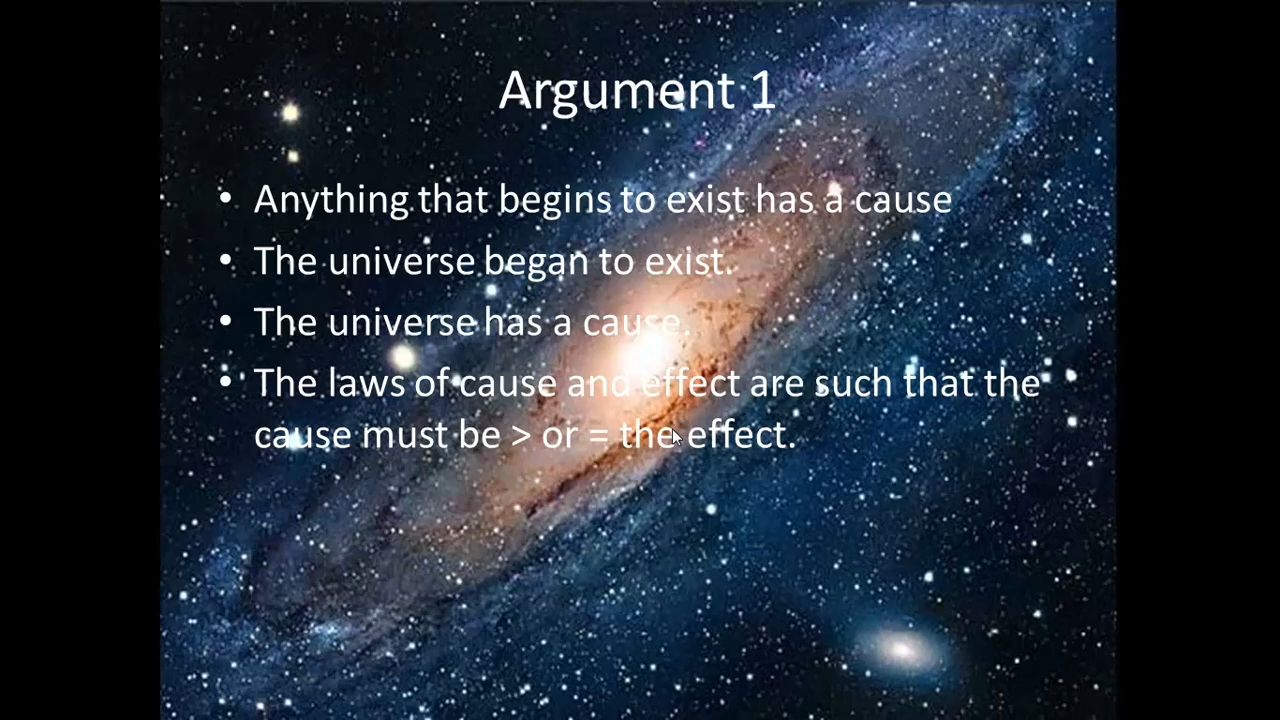 Argument 1
• Anything that begins to exist has a cause
• The universe began to exist.
• The universe has a cause.
• The laws of cause and effect are such that the
cause must be > or = the effect.